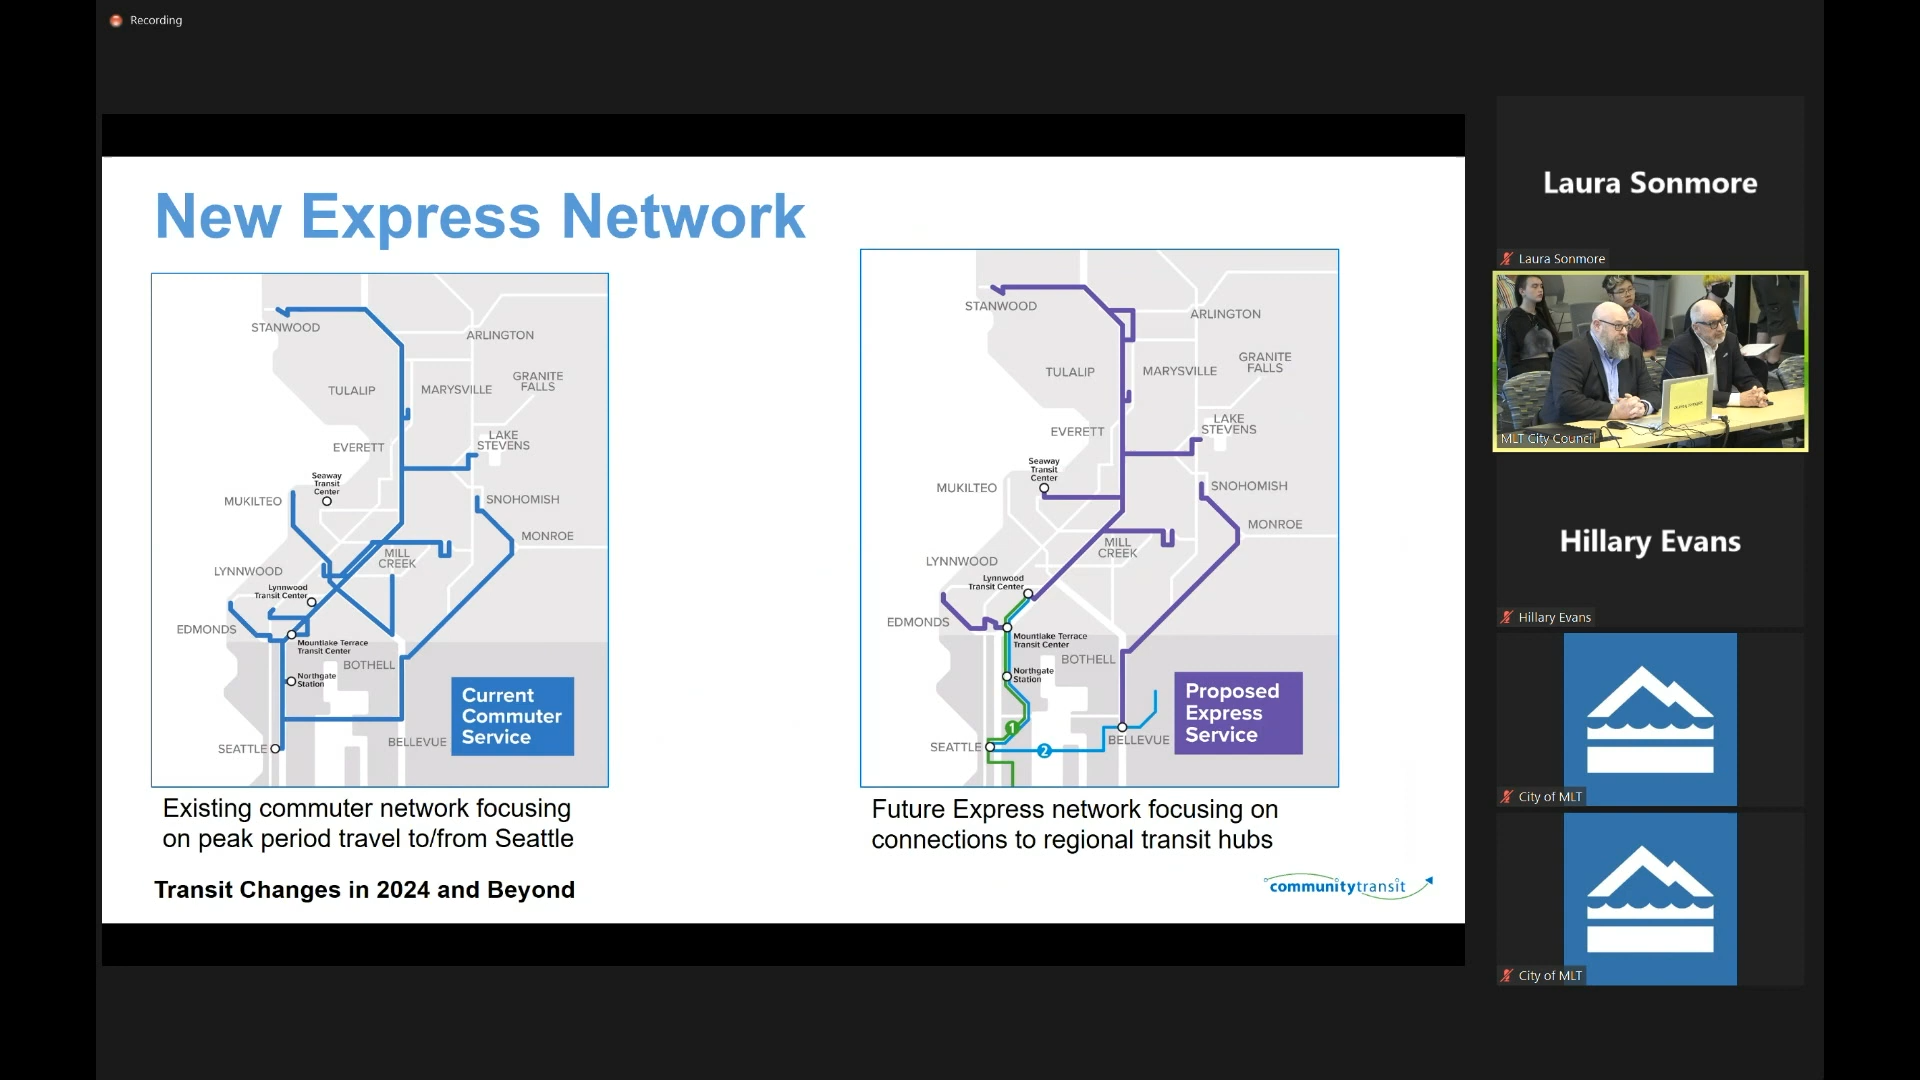 Recording
New Express Network
STANWOOD
ARLINGTON
GRANITE
FALLS
TULALIP
MARYSVILLE
LAKE
STEVENS
EVERETT
Seaway
Transit
Center
MUKILTEO
SNOHOMISH
MONROE
MILL
CREEK
LYNNWOOD
Lynnwood
Transit Center
EDMONDS
Mountlake Terrace
Transit Center
BOTHELL
Northgate
Station
SEATTLE
BELLEVUE
Current
Commuter
Service
Existing commuter network focusing
on peak period travel to/from Seattle
STANWOOD
ARLINGTON
GRANITE
FALLS
TULALIP
MARYSVILLE
LAKE
STEVENS
EVERETT
Seaway
Transit
Center
MUKILTEO
SNOHOMISH
MONROE
MILL
CREEK
LYNNWOOD
Lynnwood
Transit Center
EDMONDS
Mountlake Terrace
Transit Center
BOTHELL
Northgate
Station
1
SEATTLE
2
BELLEVUE
Proposed
Express
Service
Future Express network focusing on
connections to regional transit hubs
Transit Changes in 2024 and Beyond
communitytransit
Laura Sonmore
Laura Sonmore
MLT City Council
Hillary Evans
Hillary Evans
City of MLT
City of MLT